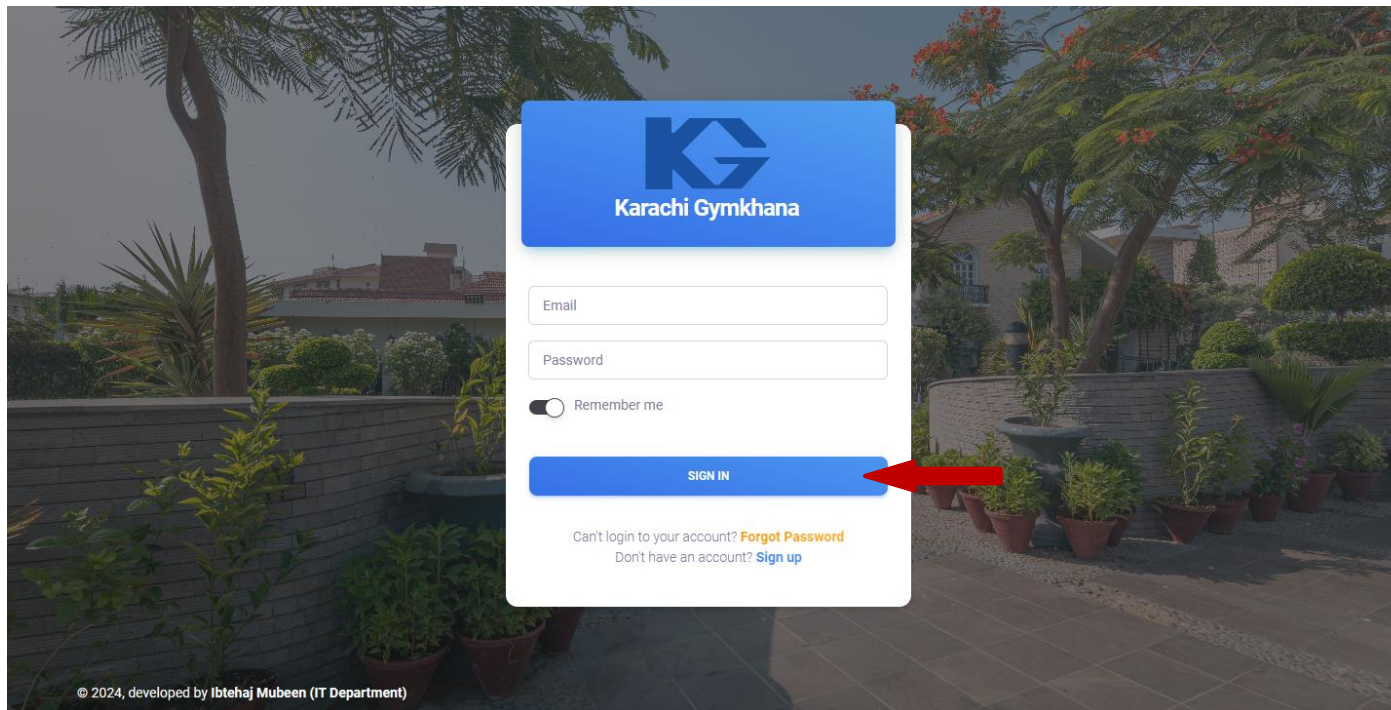 KG
Karachi Gymkhana
Email
Password
Remember me
SIGN IN
Can't login to your account? Forgot Password
Don't have an account? Sign up
© 2024, developed by Ibtehaj Mubeen (IT Department)